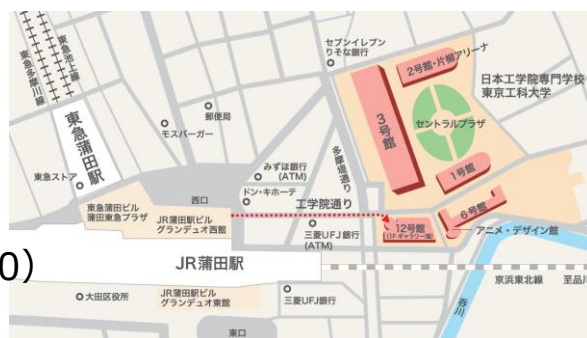 東急多摩川線
東急池上線
東急蒲田駅
東急ストア
モスバーガー
郵便局
セブンイレブン
りそな銀行
2号館・片柳アリーナ
日本工学院専門学校
東京工科大学
3号館
セントラルプラザ
多摩堤通り
みずほ銀行
(ATM)
ドン・キホーテ
1号館
西口
工学院通り
6号館
東急蒲田ビル
蒲田東急プラザ
JR蒲田駅ビル
グランデュオ西館
三菱UFJ銀行
(ATM)
12号館
アニメ・デザイン館
0)
JR蒲田駅
京浜東北線
至品川
呑川
大田区役所
JR蒲田駅ビル
グランデュオ東館
三菱UFJ銀行
東口